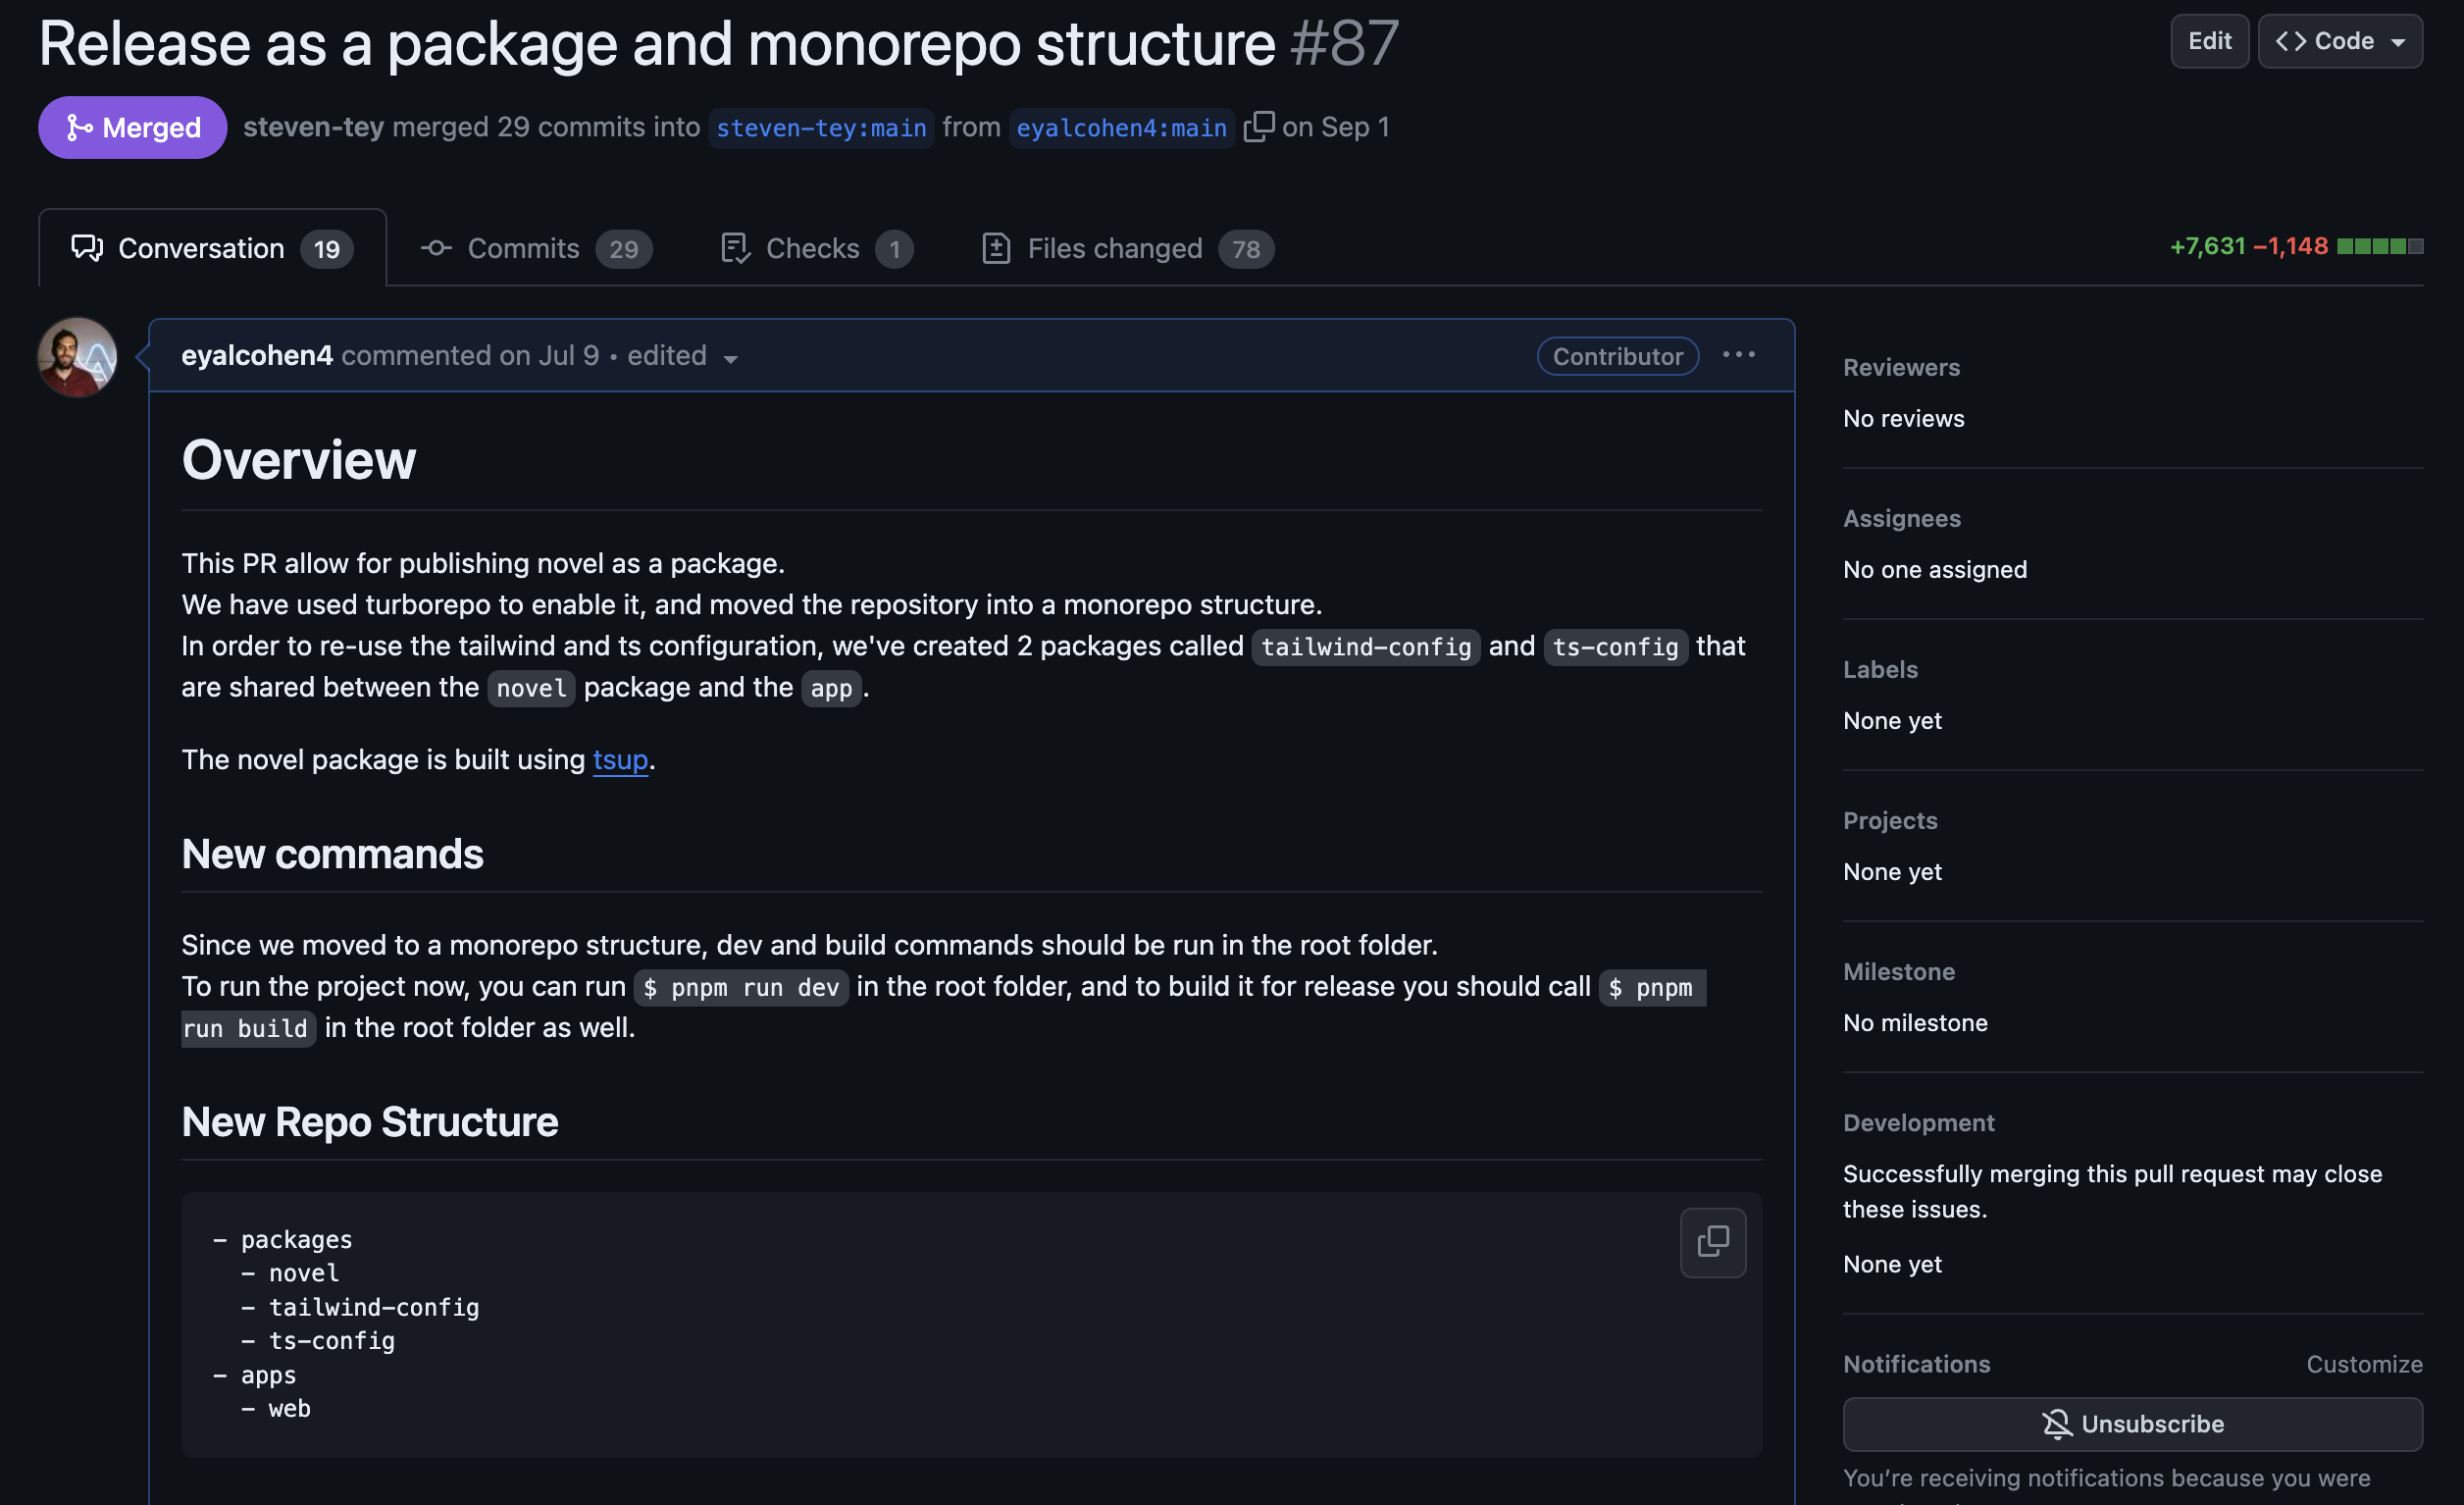 Release as a package and monorepo structure #87
Edit
Code
Merged
steven-tey merged 29 commits into steven-tey:main from eyalcohen4:main on Sep 1
Conversation 19
Commits 29
Checks 1
Files changed 78
+7,631 −1,148
eyalcohen4 commented on Jul 9 • edited
Contributor
Overview
This PR allow for publishing novel as a package.
We have used turborepo to enable it, and moved the repository into a monorepo structure.
In order to re-use the tailwind and ts configuration, we've created 2 packages called tailwind-config and ts-config that
are shared between the novel package and the app.
The novel package is built using tsup.
New commands
Since we moved to a monorepo structure, dev and build commands should be run in the root folder.
To run the project now, you can run $ pnpm run dev in the root folder, and to build it for release you should call $ pnpm
run build in the root folder as well.
New Repo Structure
- packages
- novel
- tailwind-config
- ts-config
- apps
- web
Reviewers
No reviews
Assignees
No one assigned
Labels
None yet
Projects
None yet
Milestone
No milestone
Development
Successfully merging this pull request may close
these issues.
None yet
Notifications
Customize
Unsubscribe
You're receiving notifications because you were